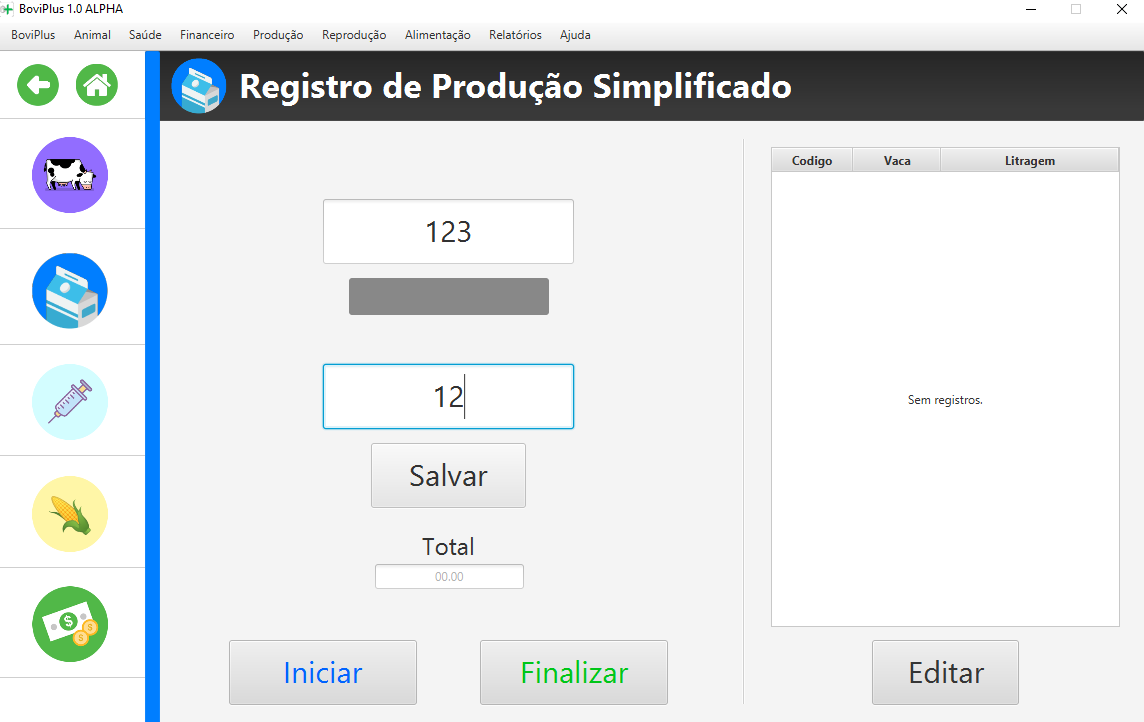 BoviPlus 1.0 ALPHA
BoviPlus Animal Saúde Financeiro Produção Reprodução Alimentação Relatórios Ajuda
Registro de Produção Simplificado
123
12
Salvar
Total
00.00
Iniciar Finalizar
Codigo Vaca Litragem
Sem registros.
Editar